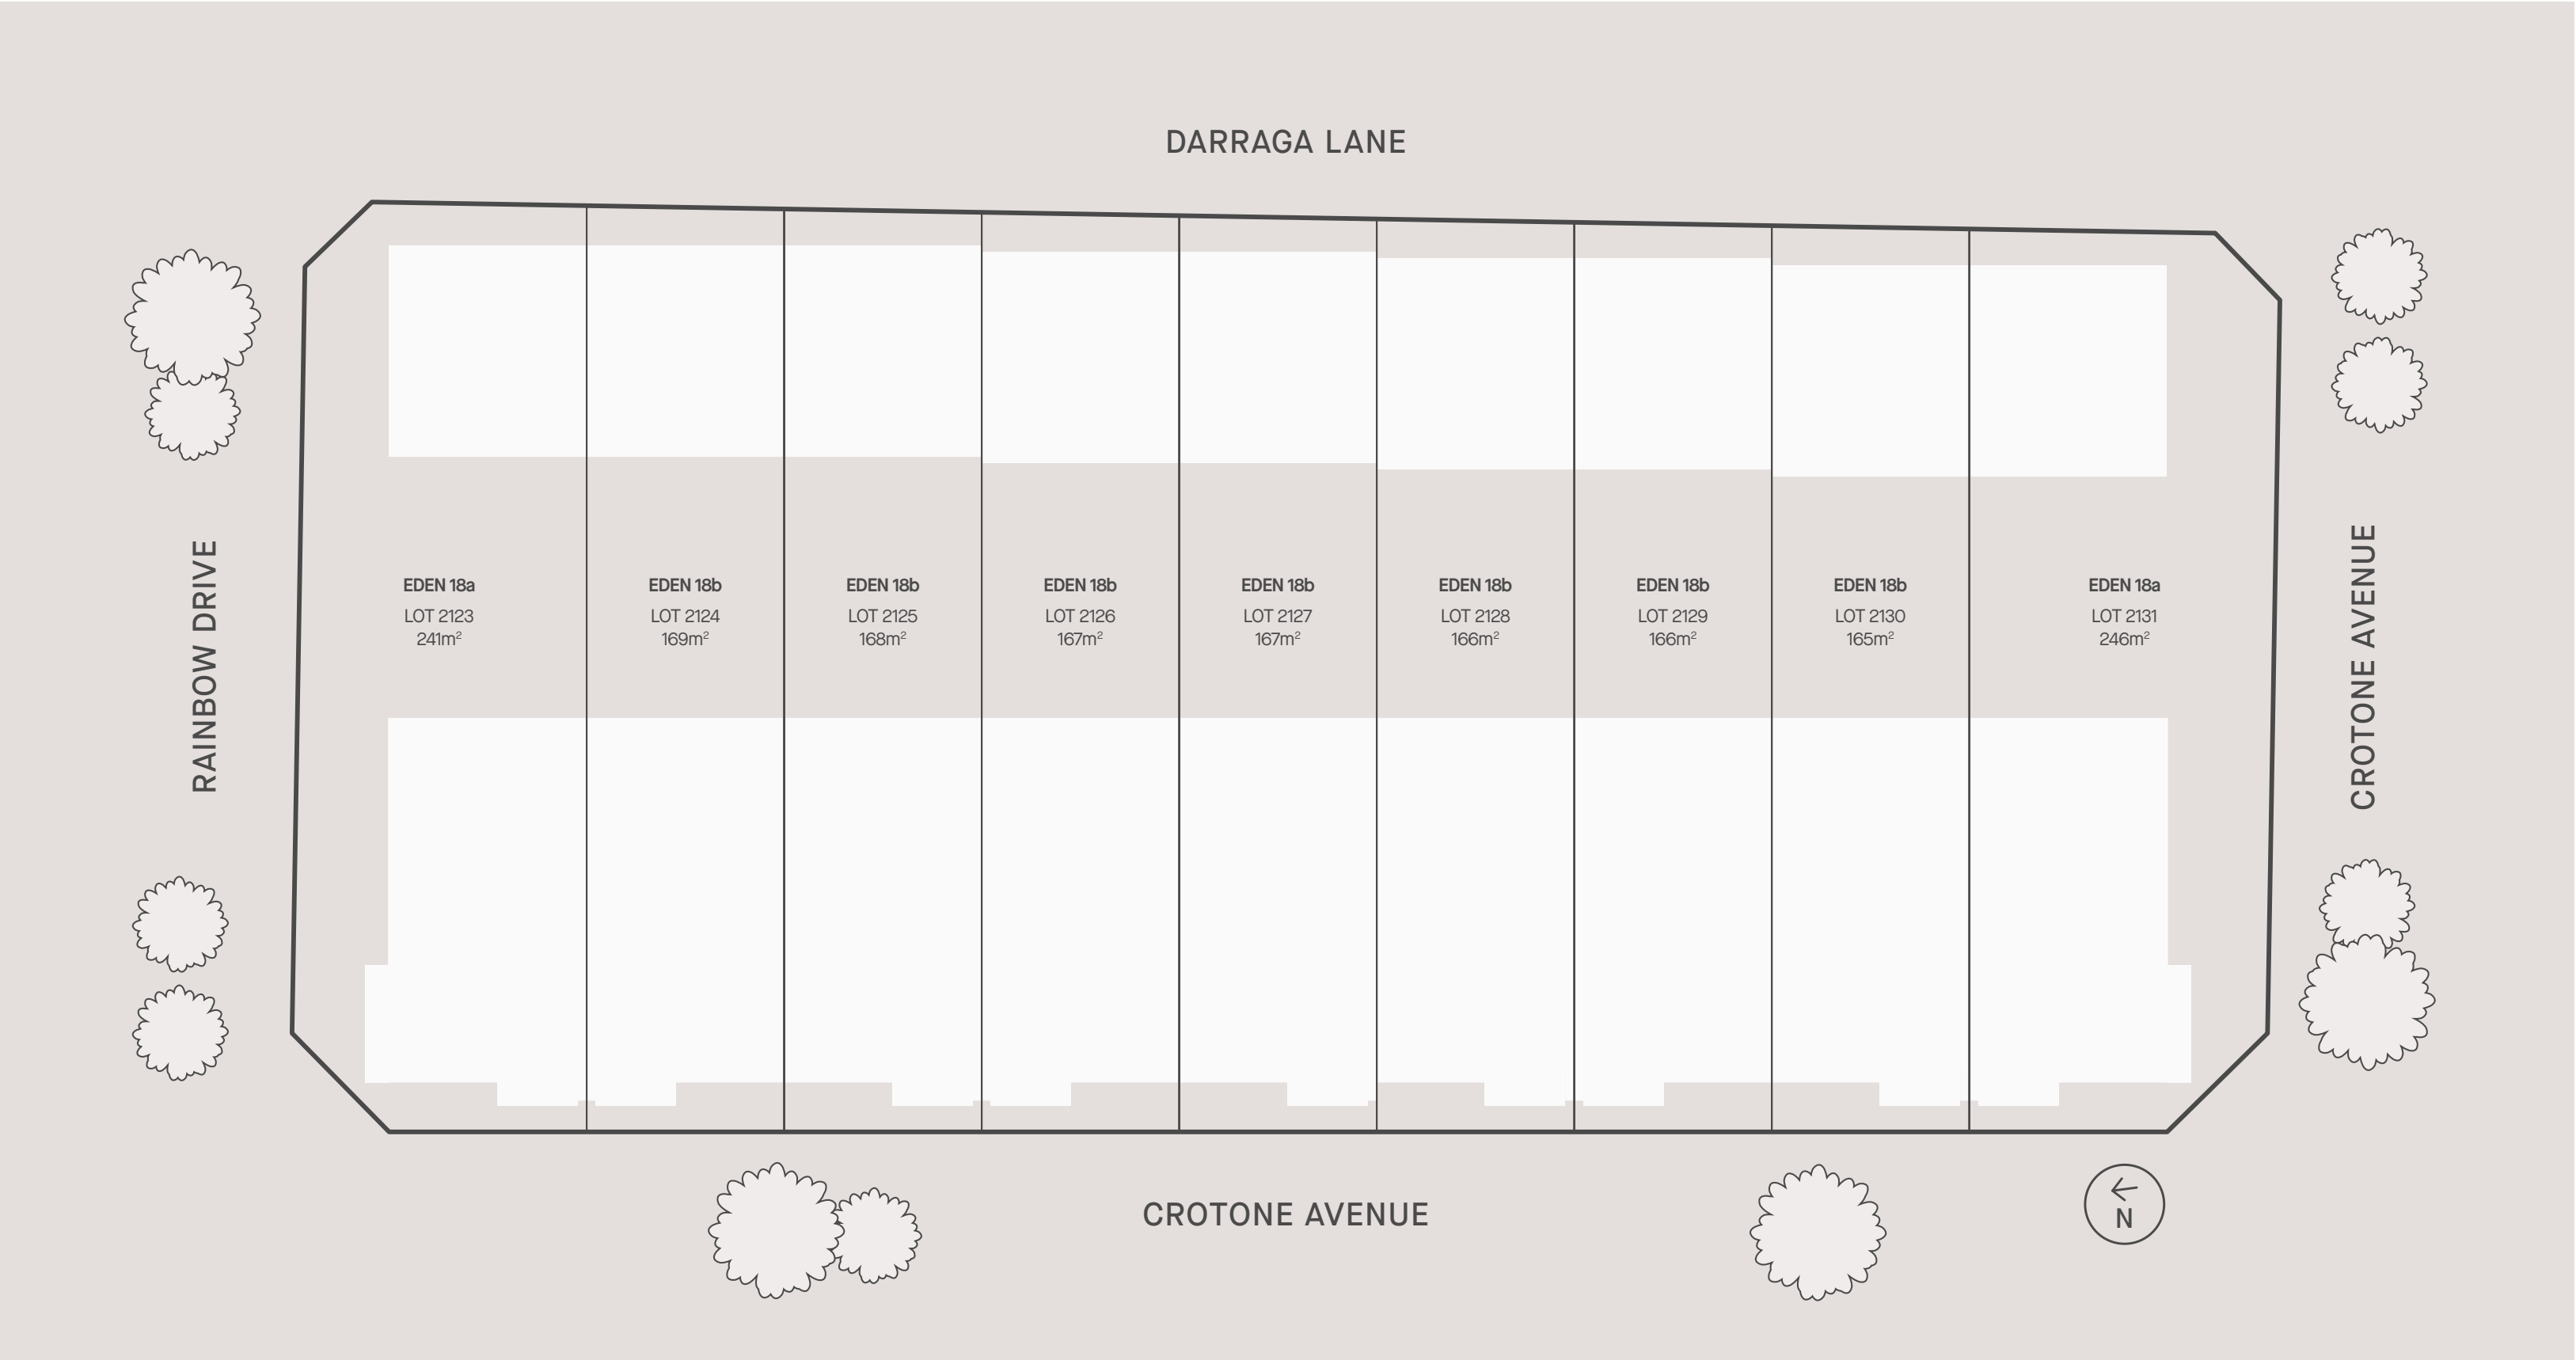 DARRAGA LANE
RAINBOW DRIVE
EDEN 18a
LOT 2123
241m²
EDEN 18b
LOT 2124
169m²
EDEN 18b
LOT 2125
168m²
EDEN 18b
LOT 2126
167m²
EDEN 18b
LOT 2127
167m²
EDEN 18b
LOT 2128
166m²
EDEN 18b
LOT 2129
166m²
EDEN 18b
LOT 2130
165m²
EDEN 18a
LOT 2131
246m²
CROTONE AVENUE
CROTONE AVENUE
N